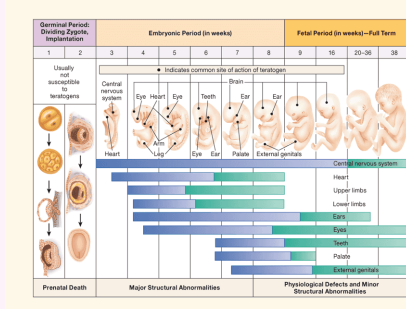 Germinal Period:
Dividing Zygote,
Implantation
Embryonic Period (in weeks)
Fetal Period (in weeks)—Full Term
1 2 3 4 5 6 7 8 9 16 20–36 38
Usually
not
susceptible
to
teratogens
• Indicates common site of action of teratogen
Central
nervous
system
Eye Heart Eye Teeth Ear Brain Ear
Arm
Heart Leg Eye Ear Palate External genitals
Central nervous system
Heart
Upper limbs
Lower limbs
Ears
Eyes
Teeth
Palate
External genitals
Prenatal Death
Major Structural Abnormalities
Physiological Defects and Minor
Structural Abnormalities